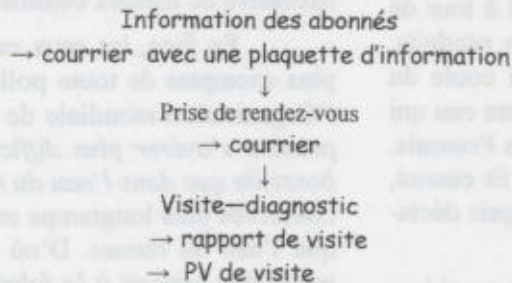 Information des abonnés
→ courrier avec une plaquette d'information
↓
Prise de rendez-vous
→ courrier
↓
Visite—diagnostic
→ rapport de visite
→ PV de visite